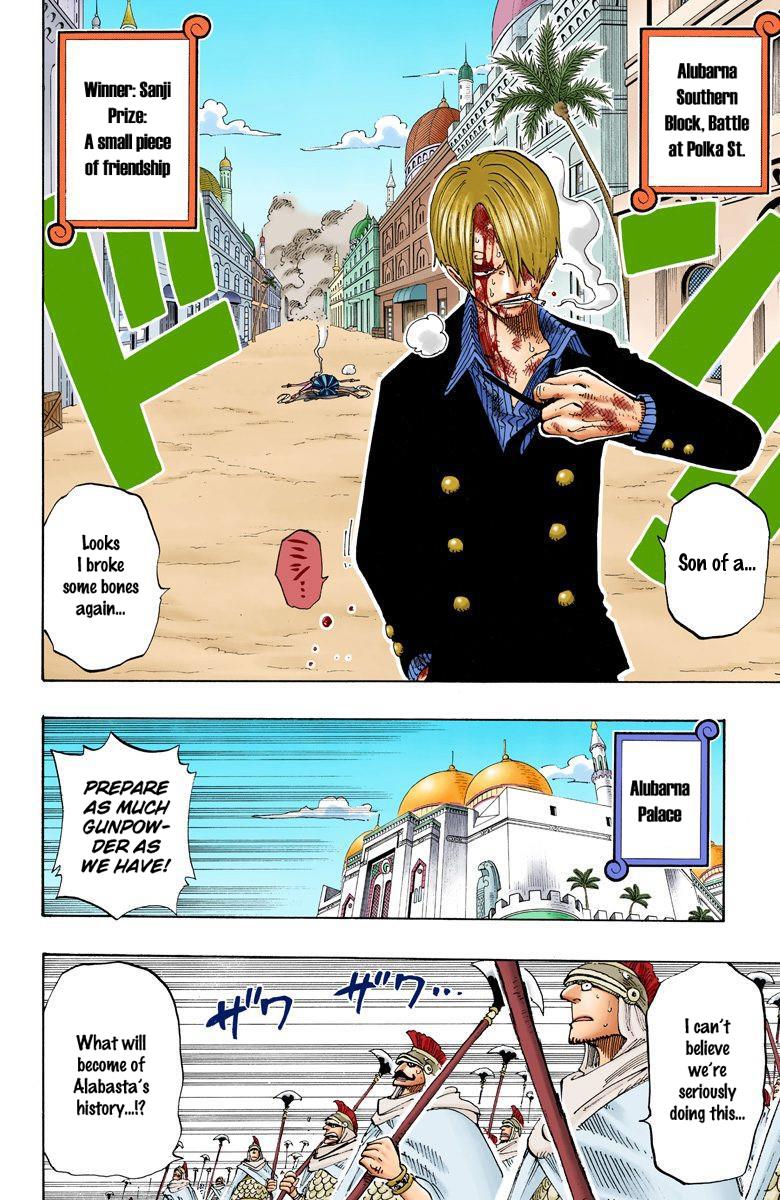 Alubarna
Southern
Block, Battle
at Polka St.
Winner: Sanji
Prize:
A small piece
of friendship
ドン
Son of a...
ミシ...
Looks
I broke
some bones
again...
Alubarna
Palace
PREPARE
AS MUCH
GUNPOW-
DER AS
WE HAVE!
I can't
believe
we're
seriously
doing this...
ザワ...
ザワ
What will
become of
Alabasta's
history...!?